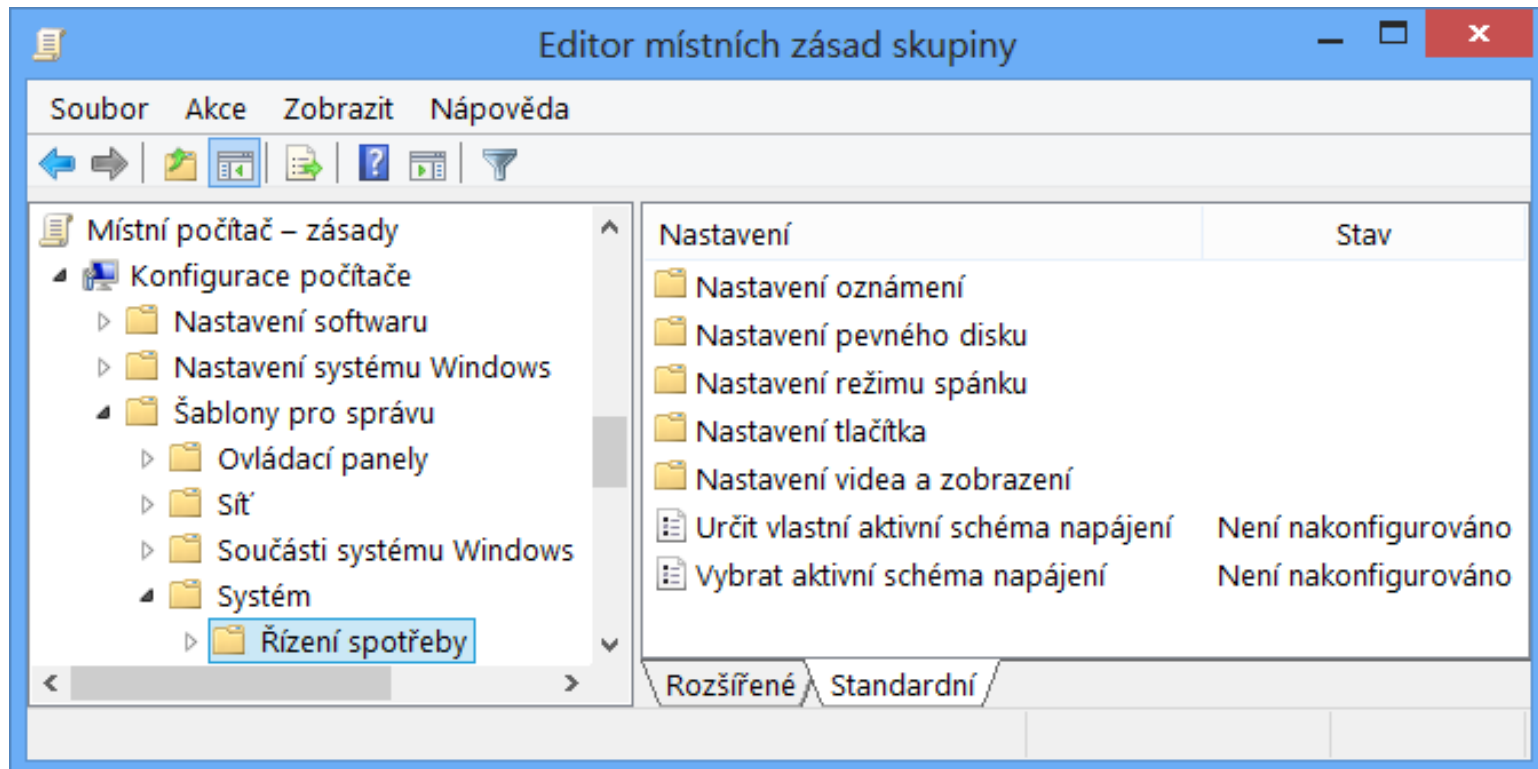 Editor místních zásad skupiny
Soubor Akce Zobrazit Nápověda
Místní počítač – zásady
Konfigurace počítače
Nastavení softwaru
Nastavení systému Windows
Šablony pro správu
Ovládací panely
Síť
Součásti systému Windows
Systém
Řízení spotřeby
Nastavení Stav
Nastavení oznámení
Nastavení pevného disku
Nastavení režimu spánku
Nastavení tlačítka
Nastavení videa a zobrazení
Určit vlastní aktivní schéma napájení Není nakonfigurováno
Vybrat aktivní schéma napájení Není nakonfigurováno
Rozšířené Standardní